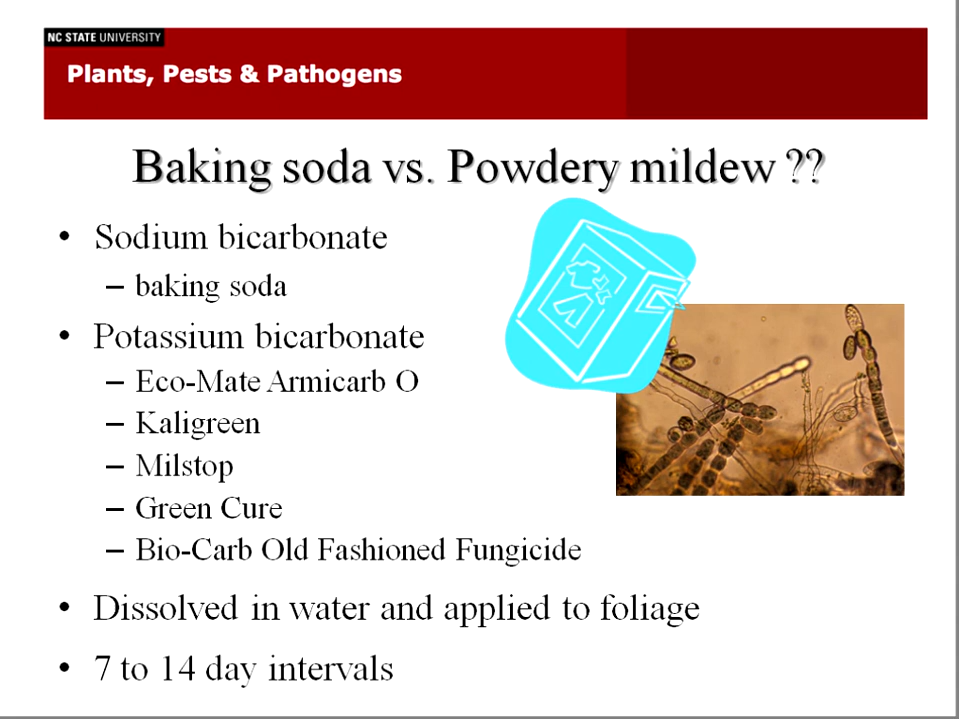 NC STATE UNIVERSITY
Plants, Pests & Pathogens
Baking soda vs. Powdery mildew ??
• Sodium bicarbonate
– baking soda
• Potassium bicarbonate
– Eco-Mate Armicarb O
– Kaligreen
– Milstop
– Green Cure
– Bio-Carb Old Fashioned Fungicide
• Dissolved in water and applied to foliage
• 7 to 14 day intervals